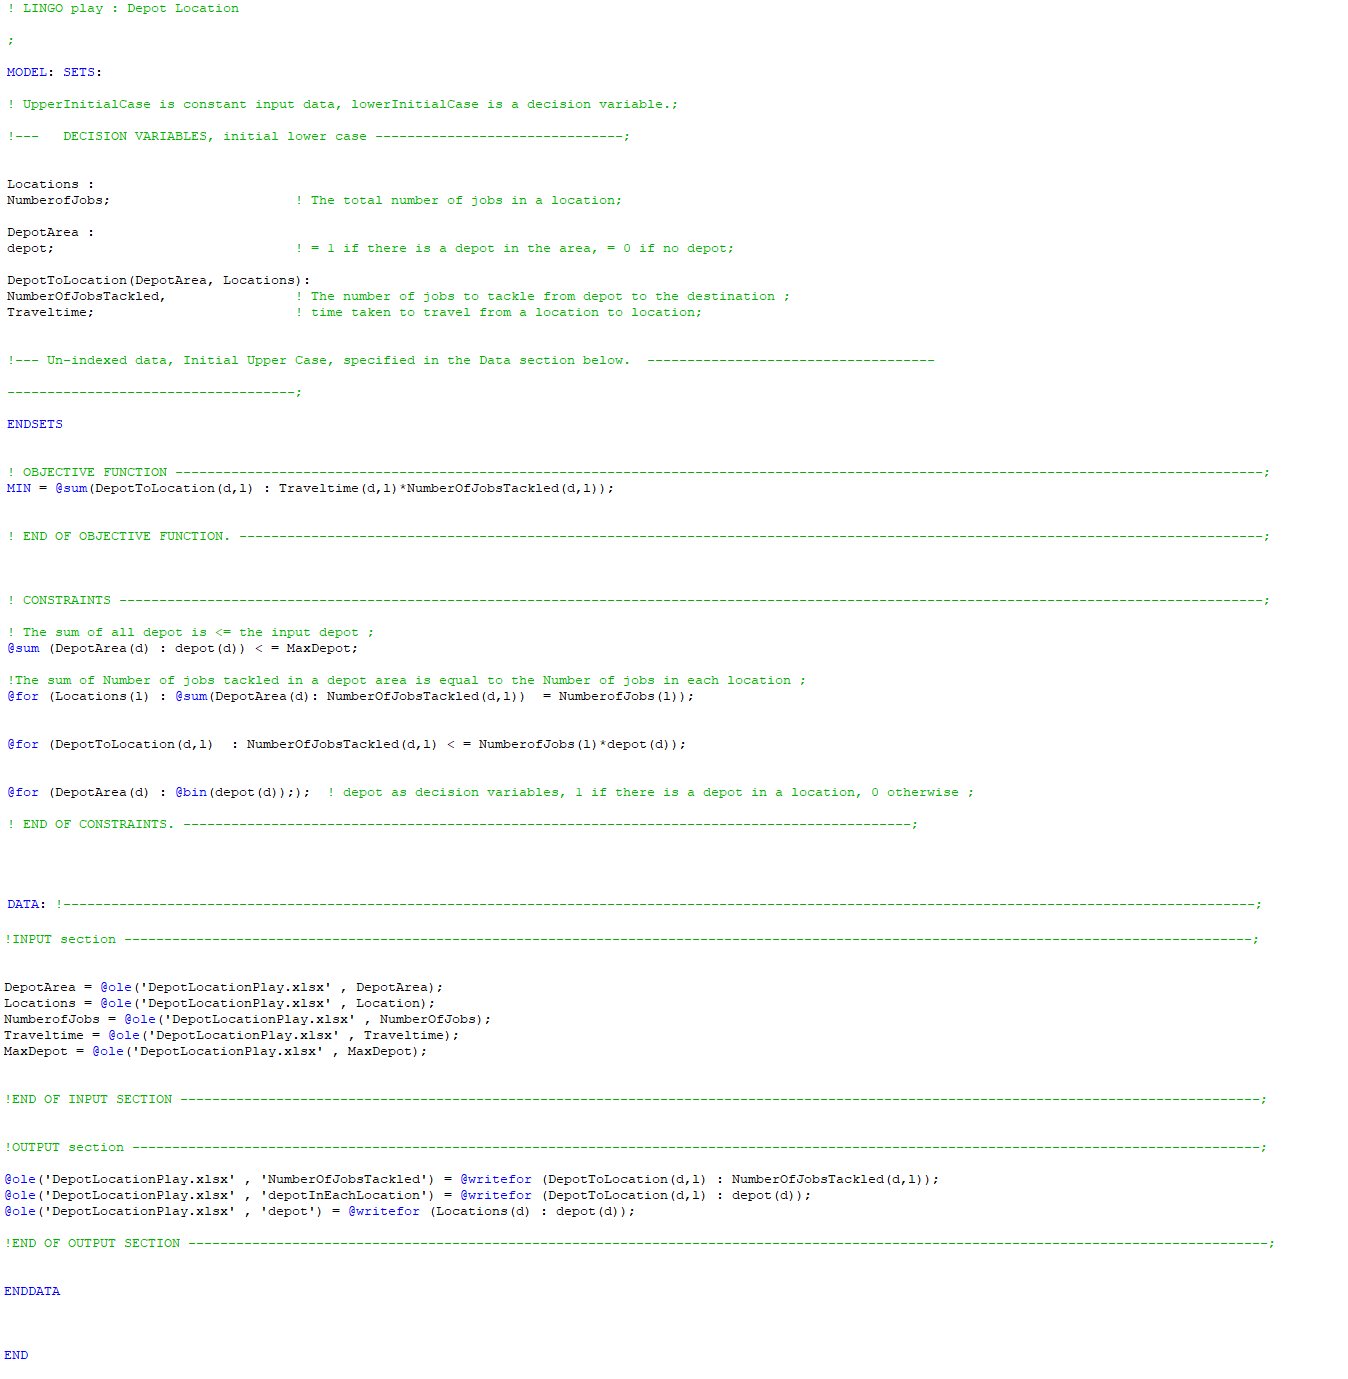 ! LINGO play : Depot Location
;
MODEL: SETS:
! UpperInitialCase is constant input data, lowerInitialCase is a decision variable.;
!---   DECISION VARIABLES, initial lower case -------------------------------;
Locations :
NumberofJobs;                       ! The total number of jobs in a location;
DepotArea :
depot;                              ! = 1 if there is a depot in the area, = 0 if no depot;
DepotToLocation(DepotArea, Locations):
NumberOfJobsTackled,                ! The number of jobs to tackle from depot to the destination ;
Traveltime;                         ! time taken to travel from a location to location;
!--- Un-indexed data, Initial Upper Case, specified in the Data section below.  ------------------------------------
------------------------------------;
ENDSETS
! OBJECTIVE FUNCTION ----------------------------------------------------------------------------------------------------------------------------------------;
MIN = @sum(DepotToLocation(d,l) : Traveltime(d,l)*NumberOfJobsTackled(d,l));
! END OF OBJECTIVE FUNCTION. --------------------------------------------------------------------------------------------------------------------------------;
! CONSTRAINTS -----------------------------------------------------------------------------------------------------------------------------------------------;
! The sum of all depot is <= the input depot ;
@sum (DepotArea(d) : depot(d)) < = MaxDepot;
!The sum of Number of jobs tackled in a depot area is equal to the Number of jobs in each location ;
@for (Locations(l) : @sum(DepotArea(d): NumberOfJobsTackled(d,l))  = NumberofJobs(l));
@for (DepotToLocation(d,l)  : NumberOfJobsTackled(d,l) < = NumberofJobs(l)*depot(d));
@for (DepotArea(d) : @bin(depot(d)););  ! depot as decision variables, 1 if there is a depot in a location, 0 otherwise ;
! END OF CONSTRAINTS. -------------------------------------------------------------------------------------------;
DATA: !-----------------------------------------------------------------------------------------------------------------------------------------------------;
!INPUT section ---------------------------------------------------------------------------------------------------------------------------------------------;
DepotArea = @ole('DepotLocationPlay.xlsx' , DepotArea);
Locations = @ole('DepotLocationPlay.xlsx' , Location);
NumberofJobs = @ole('DepotLocationPlay.xlsx' , NumberOfJobs);
Traveltime = @ole('DepotLocationPlay.xlsx' , Traveltime);
MaxDepot = @ole('DepotLocationPlay.xlsx' , MaxDepot);
!END OF INPUT SECTION ---------------------------------------------------------------------------------------------------------------------------------------;
!OUTPUT section ---------------------------------------------------------------------------------------------------------------------------------------------;
@ole('DepotLocationPlay.xlsx' , 'NumberOfJobsTackled') = @writefor (DepotToLocation(d,l) : NumberOfJobsTackled(d,l));
@ole('DepotLocationPlay.xlsx' , 'depotInEachLocation') = @writefor (DepotToLocation(d,l) : depot(d));
@ole('DepotLocationPlay.xlsx' , 'depot') = @writefor (Locations(d) : depot(d));
!END OF OUTPUT SECTION ---------------------------------------------------------------------------------------------------------------------------------------;
ENDDATA
END